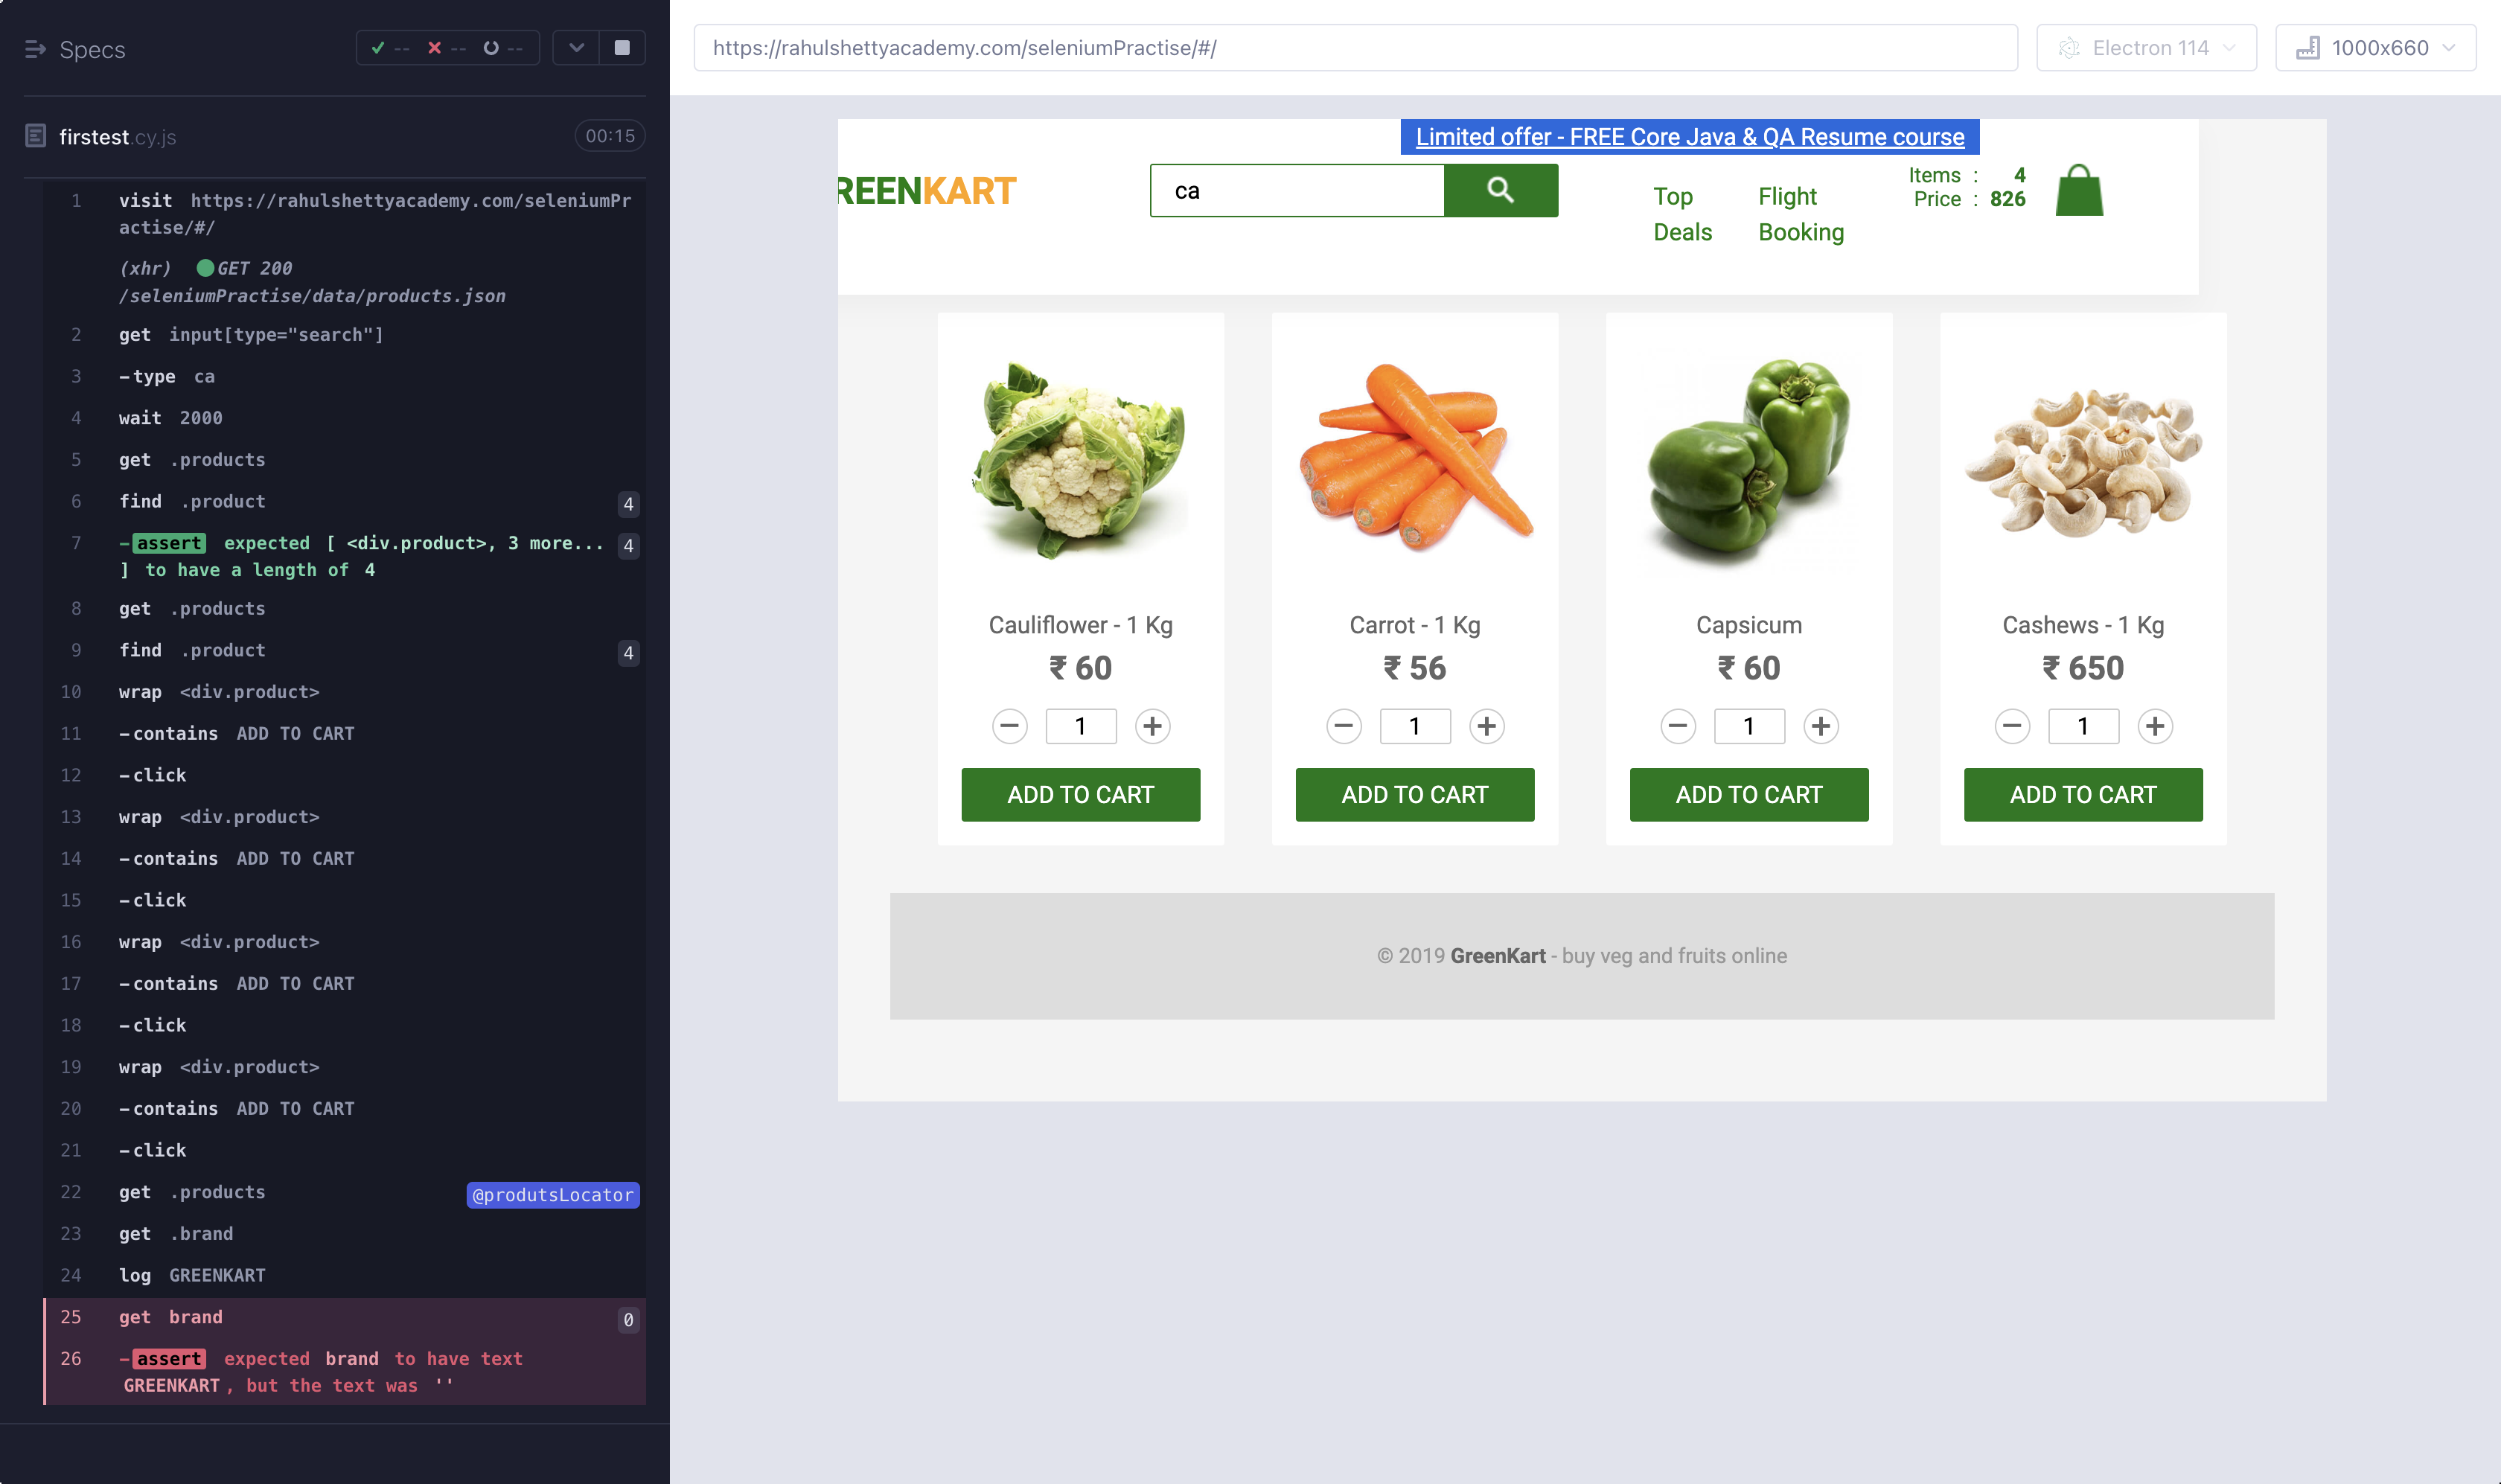 Specs
-- -- --
firstest.cy.js 00:15
1 visit https://rahulshettyacademy.com/seleniumPr
actise/#/
(xhr) GET 200
/seleniumPractise/data/products.json
2 get input[type="search"]
3 -type ca
4 wait 2000
5 get .products
6 find .product 4
7 -assert expected [ <div.product>, 3 more... 4
] to have a length of 4
8 get .products
9 find .product 4
10 wrap <div.product>
11 -contains ADD TO CART
12 -click
13 wrap <div.product>
14 -contains ADD TO CART
15 -click
16 wrap <div.product>
17 -contains ADD TO CART
18 -click
19 wrap <div.product>
20 -contains ADD TO CART
21 -click
22 get .products @produtsLocator
23 get .brand
24 log GREENKART
25 get brand 0
26 -assert expected brand to have text
GREENKART, but the text was ''
https://rahulshettyacademy.com/seleniumPractise/#/
Electron 114
1000x660
Limited offer - FREE Core Java & QA Resume course
REENKART
ca
Top
Deals
Flight
Booking
Items : 4
Price : 826
Cauliflower - 1 Kg
₹ 60
− 1 +
ADD TO CART
Carrot - 1 Kg
₹ 56
− 1 +
ADD TO CART
Capsicum
₹ 60
− 1 +
ADD TO CART
Cashews - 1 Kg
₹ 650
− 1 +
ADD TO CART
© 2019 GreenKart - buy veg and fruits online